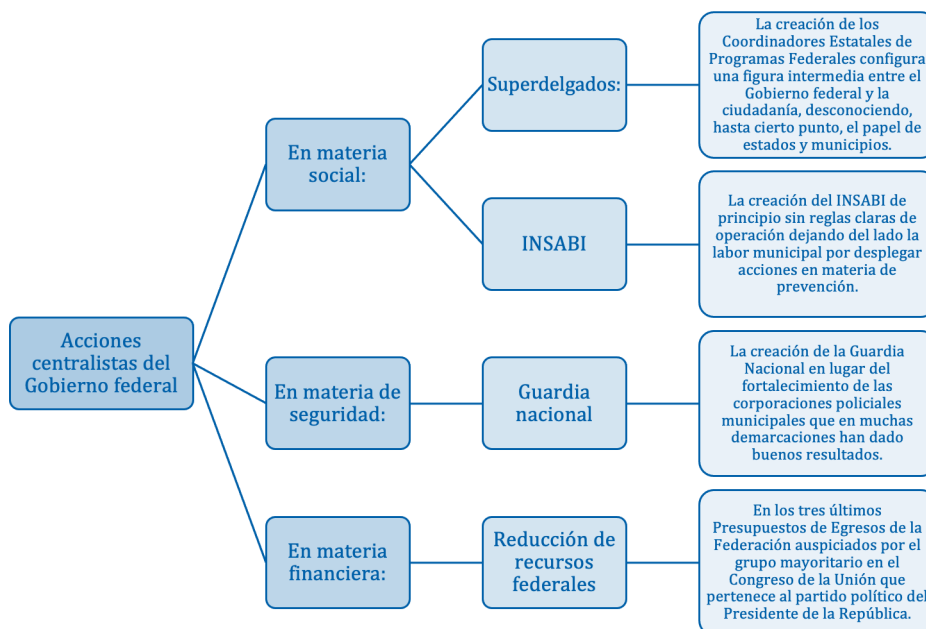 Acciones
centralistas del
Gobierno federal
En materia
social:
Superdelgados:
La creación de los
Coordinadores Estatales de
Programas Federales configura
una figura intermedia entre el
Gobierno federal y la
ciudadanía, desconociendo,
hasta cierto punto, el papel de
estados y municipios.
INSABI
La creación del INSABI de
principio sin reglas claras de
operación dejando del lado la
labor municipal por desplegar
acciones en materia de
prevención.
En materia de
seguridad:
Guardia
nacional
La creación de la Guardia
Nacional en lugar del
fortalecimiento de las
corporaciones policiales
municipales que en muchas
demarcaciones han dado
buenos resultados.
En materia
financiera:
Reducción de
recursos
federales
En los tres últimos
Presupuestos de Egresos de la
Federación auspiciados por el
grupo mayoritario en el
Congreso de la Unión que
pertenece al partido político del
Presidente de la República.